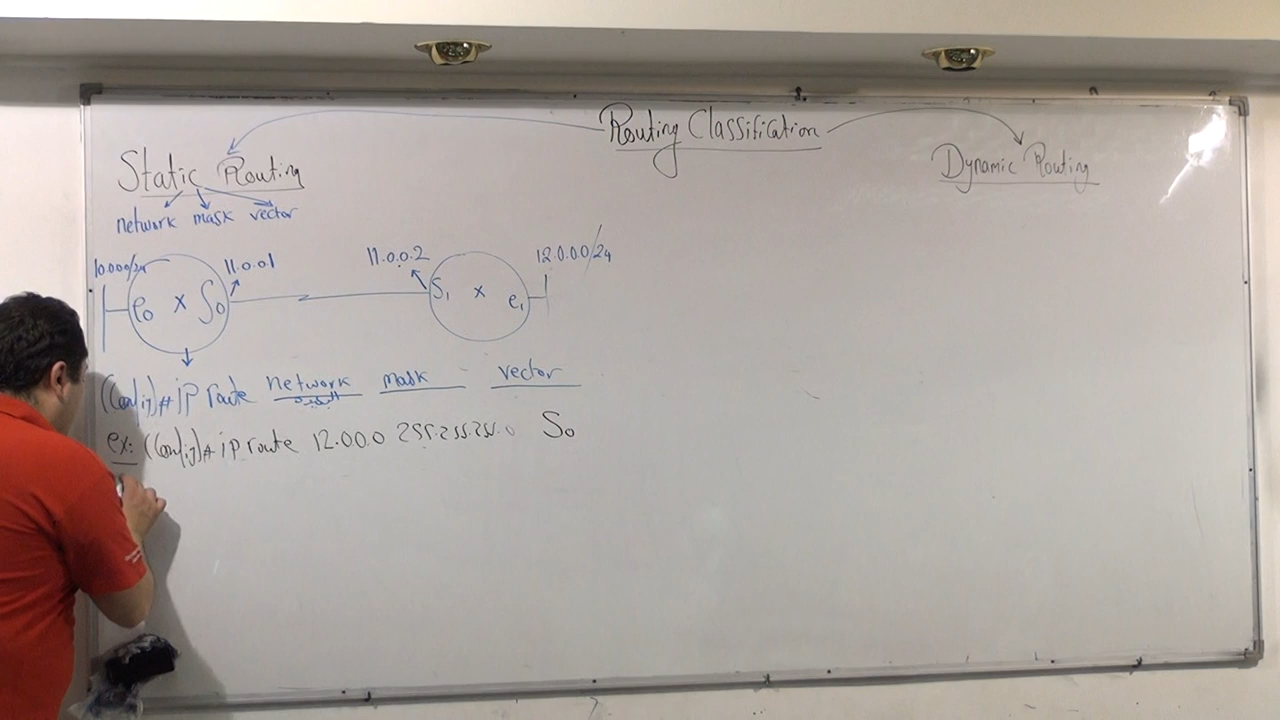 Routing Classification
Static Routing
Dynamic Routing
network mask vector
10.0.0.0/24 11.0.0.1 11.0.0.2 12.0.0.0/24
e0 x S0 S1 x e1
(Config)# ip route network mask vector
البعيدة
ex: (Config)# ip route 12.0.0.0 255.255.255.0 S0